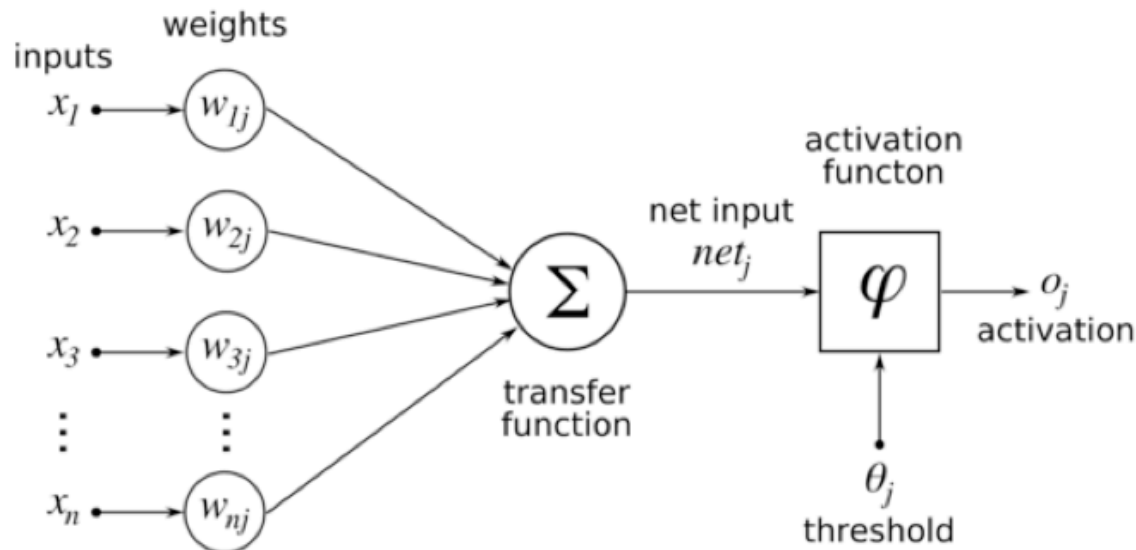 weights
inputs
x1
w1j
x2
w2j
x3
w3j
⋮
⋮
xn
wnj
Σ
transfer
function
net input
netj
activation
functon
φ
oj
activation
θj
threshold